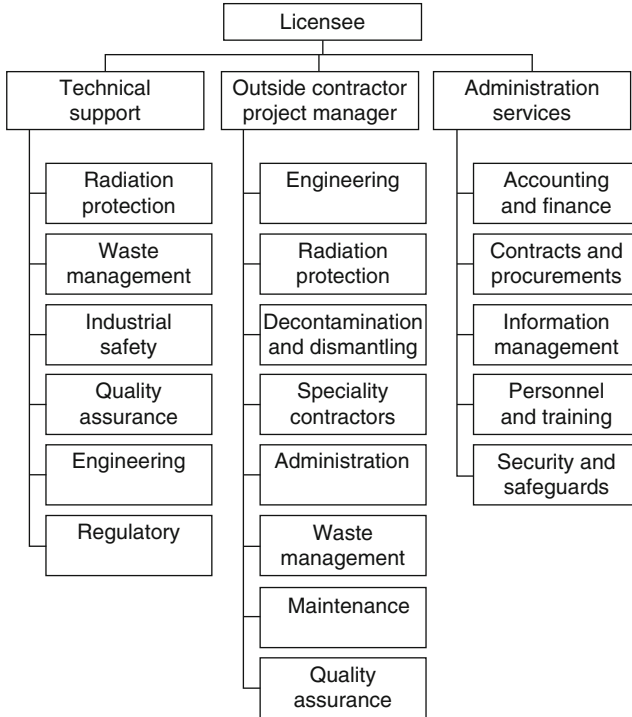 Licensee
Technical
support
Outside contractor
project manager
Administration
services
Radiation
protection
Waste
management
Industrial
safety
Quality
assurance
Engineering
Regulatory
Engineering
Radiation
protection
Decontamination
and dismantling
Speciality
contractors
Administration
Waste
management
Maintenance
Quality
assurance
Accounting
and finance
Contracts and
procurements
Information
management
Personnel
and training
Security and
safeguards